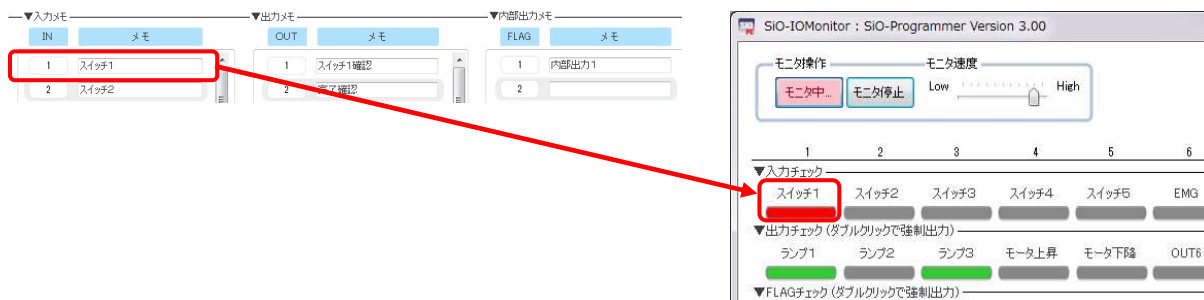 ▼入力メモ
IN メモ
1 スイッチ1
2 スイッチ2
▼出力メモ
OUT メモ
1 スイッチ1確認
2 完了確認
▼内部出力メモ
FLAG メモ
1 内部出力1
2
SiO-IOMonitor : SiO-Programmer Version 3.00
モニタ操作 モニタ速度
モニタ中... モニタ停止 Low High
1 2 3 4 5 6
▼入力チェック
スイッチ1 スイッチ2 スイッチ3 スイッチ4 スイッチ5 EMG
▼出力チェック (ダブルクリックで強制出力)
ランプ1 ランプ2 ランプ3 モータ上昇 モータ下降 OUT6
▼FLAGチェック (ダブルクリックで強制出力)